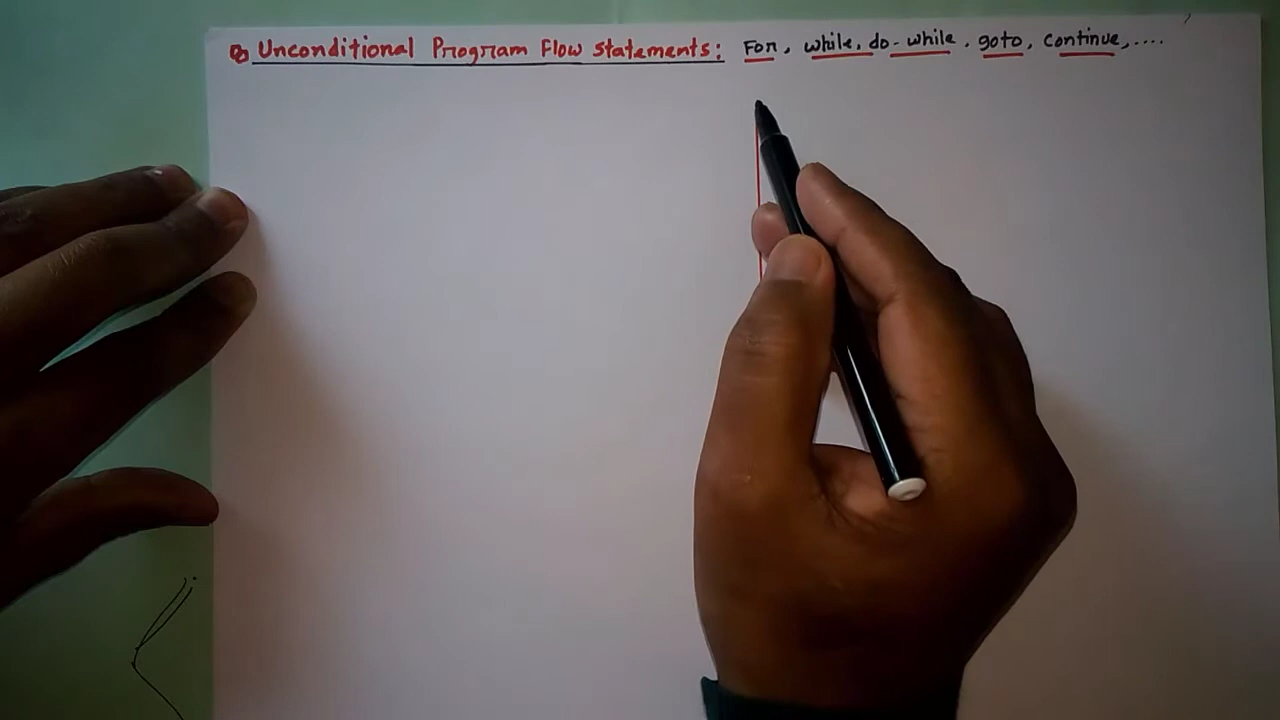 Unconditional Program Flow Statements: For, while, do-while, goto, continue,....